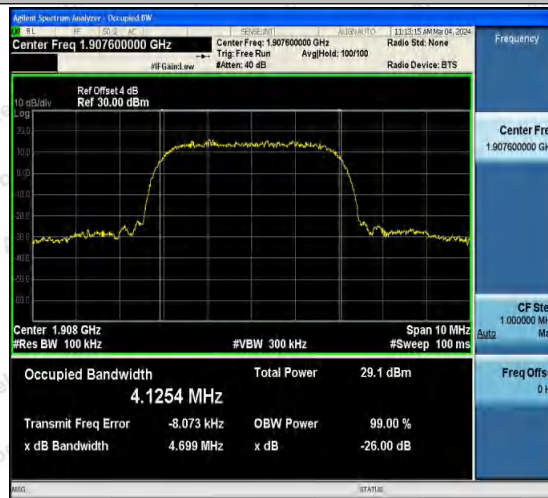 Agilent Spectrum Analyzer - Occupied BW
RL RF 50 Ω AC SENSE:INT ALIGN AUTO 11:13:15 AM Mar 04, 2024
Center Freq 1.907600000 GHz Center Freq: 1.907600000 GHz Radio Std: None Frequency
Trig: Free Run Avg|Hold: 100/100
#IFGain:Low #Atten: 40 dB Radio Device: BTS
Ref Offset 4 dB
10 dB/div Ref 30.00 dBm
Log
20.0
10.0
0.00
-10.0
-20.0
-30.0
-40.0
-50.0
-60.0
Center Fre
1.907600000 GH
Center 1.908 GHz Span 10 MHz
#Res BW 100 kHz #VBW 300 kHz #Sweep 100 ms
CF Ste
1.000000 MH
Auto Ma
Occupied Bandwidth Total Power 29.1 dBm
4.1254 MHz
Transmit Freq Error -8.073 kHz OBW Power 99.00 %
x dB Bandwidth 4.699 MHz x dB -26.00 dB
Freq Offs
0 H
MSG STATUS